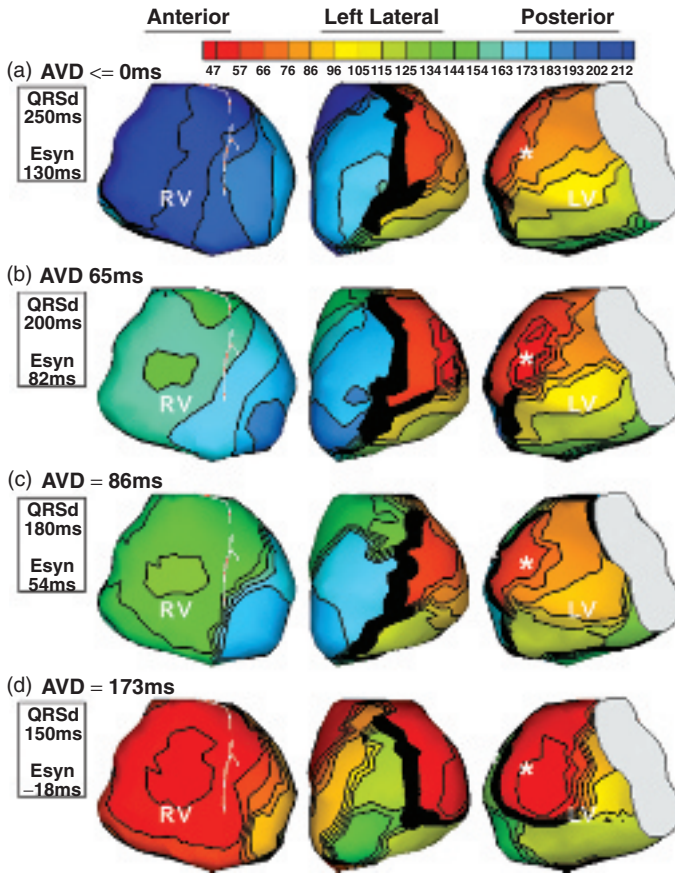 Anterior Left Lateral Posterior
47 57 66 76 86 96 105 115 125 134 144 154 163 173 183 193 202 212
(a) AVD <= 0ms
QRSd
250ms
Esyn
130ms
RV
*
LV
(b) AVD 65ms
QRSd
200ms
Esyn
82ms
RV
*
LV
(c) AVD = 86ms
QRSd
180ms
Esyn
54ms
RV
*
LV
(d) AVD = 173ms
QRSd
150ms
Esyn
–18ms
RV
*
LV